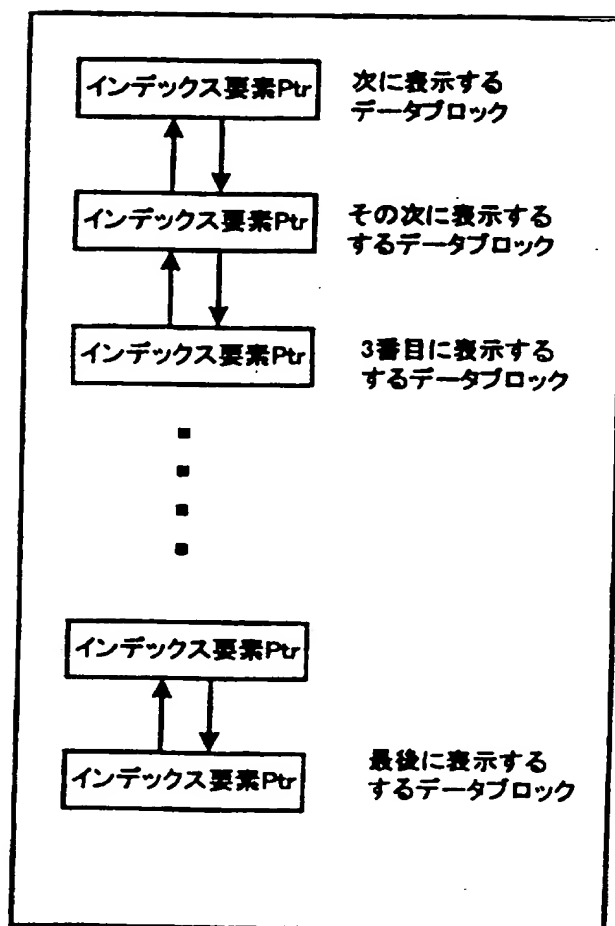 インデックス要素Ptr
次に表示する
データブロック
インデックス要素Ptr
その次に表示する
するデータブロック
インデックス要素Ptr
3番目に表示する
するデータブロック
インデックス要素Ptr
インデックス要素Ptr
最後に表示する
するデータブロック